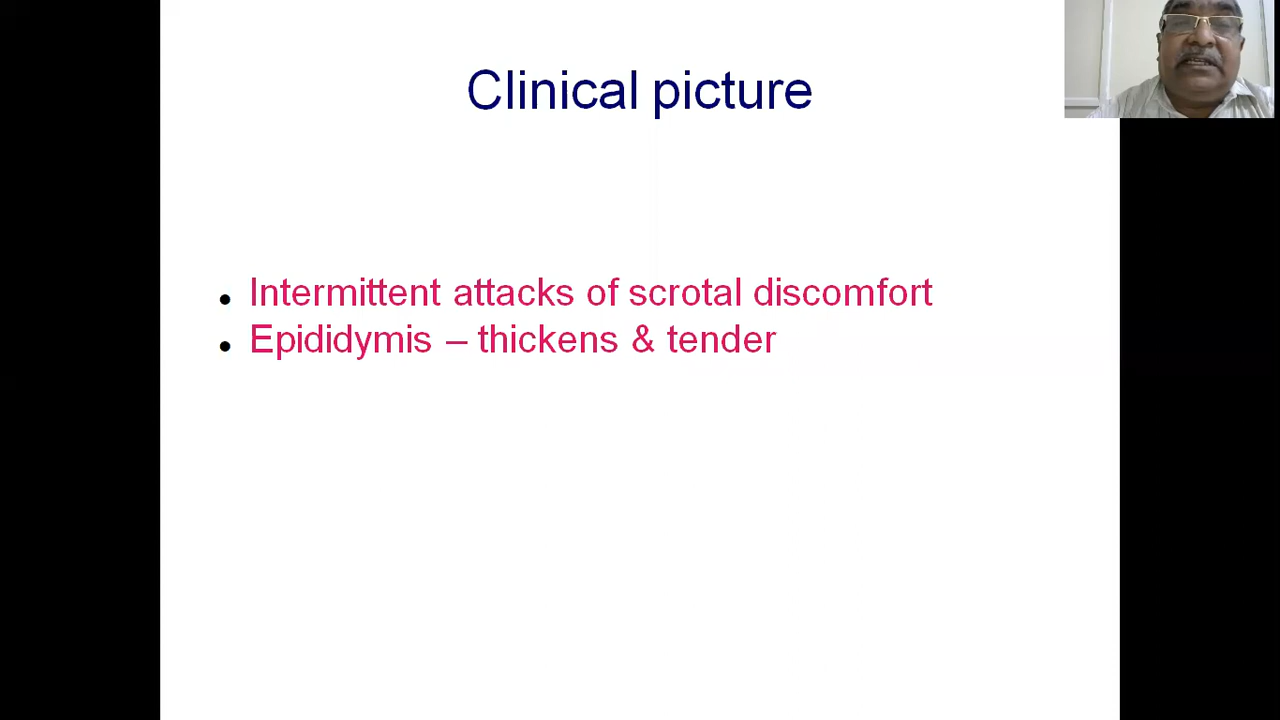 Clinical picture
• Intermittent attacks of scrotal discomfort
• Epididymis – thickens & tender